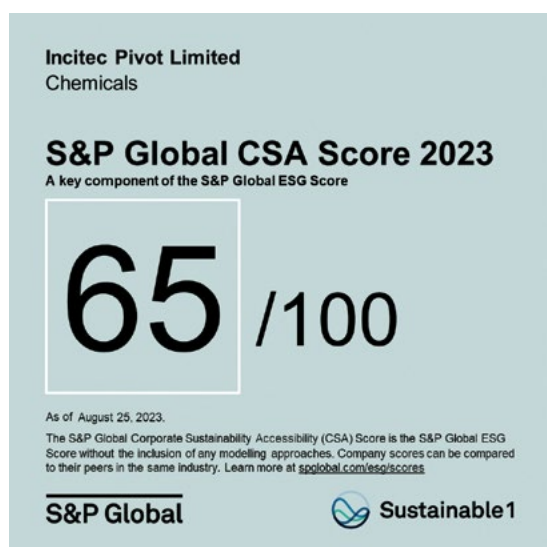 Incitec Pivot Limited
Chemicals
S&P Global CSA Score 2023
A key component of the S&P Global ESG Score
65 /100
As of August 25, 2023.
The S&P Global Corporate Sustainability Accessibility (CSA) Score is the S&P Global ESG
Score without the inclusion of any modelling approaches. Company scores can be compared
to their peers in the same industry. Learn more at spglobal.com/esg/scores
S&P Global
Sustainable1